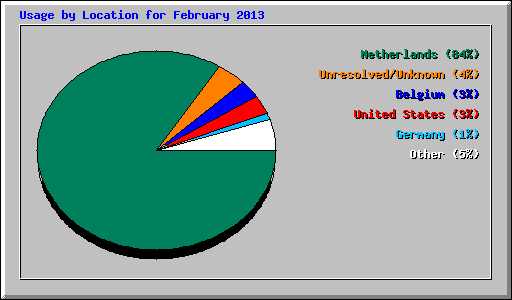 Usage by Location for February 2013
Netherlands (84%)
Unresolved/Unknown (4%)
Belgium (3%)
United States (3%)
Germany (1%)
Other (5%)